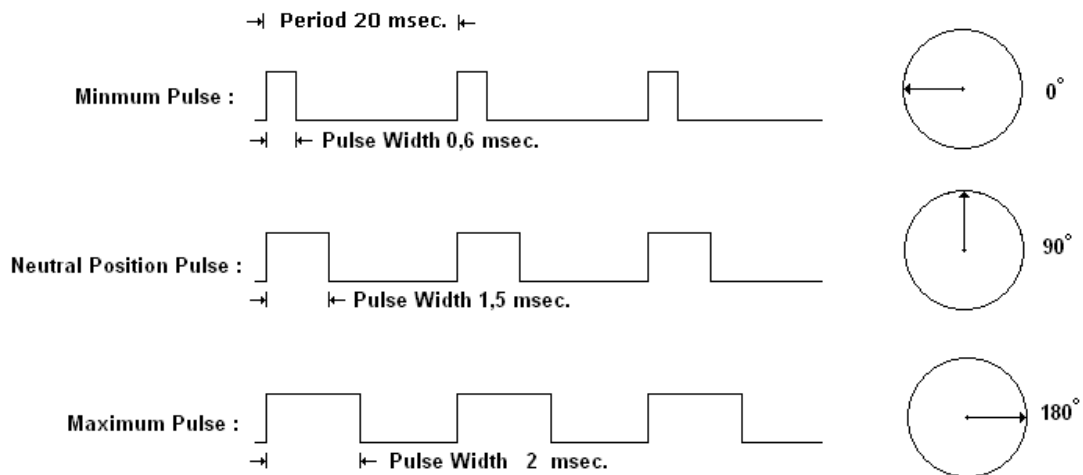 Period 20 msec.
Minmum Pulse :
0°
Pulse Width 0,6 msec.
Neutral Position Pulse :
90°
Pulse Width 1,5 msec.
Maximum Pulse :
180°
Pulse Width 2 msec.